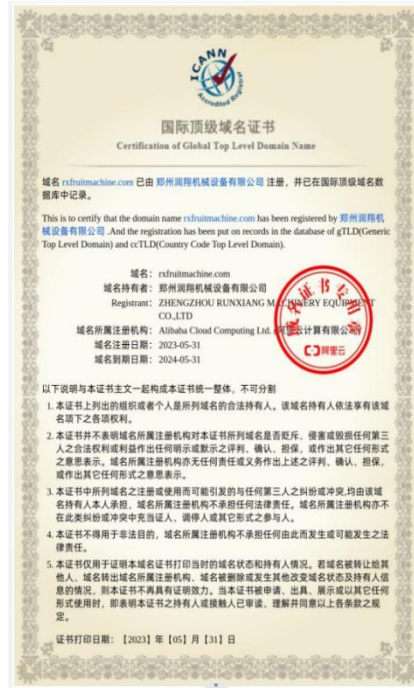 ICANN
Accredited Registrar
国际顶级域名证书
Certification of Global Top Level Domain Name
域名 rxfruitmachine.com 已由 郑州润翔机械设备有限公司 注册，并已在国际顶级域名数
据库中记录。
This is to certify that the domain name rxfruitmachine.com has been registered by 郑州润翔机
械设备有限公司 .And the registration has been put on records in the database of gTLD(Generic
Top Level Domain) and ccTLD(Country Code Top Level Domain).
域名： rxfruitmachine.com
域名持有者： 郑州润翔机械设备有限公司
Registrant： ZHENGZHOU RUNXIANG MACHINERY EQUIPMENT
CO.,LTD
域名所属注册机构： Alibaba Cloud Computing Ltd. 阿里云计算有限公司
域名注册日期： 2023-05-31
域名到期日期： 2024-05-31
域名证书专用章
阿里云
以下说明与本证书主文一起构成本证书统一整体，不可分割
1. 本证书上列出的组织或者个人是所列域名的合法持有人。该域名持有人依法享有该域
名项下之各项权利。
2. 本证书并不表明域名所属注册机构对本证书所列域名是否贬斥、侵害或毁损任何第三
人之合法权利或利益作出任何明示或默示之评判、确认、担保，或作出其它任何形式
之意思表示。域名所属注册机构亦无任何责任或义务作出上述之评判、确认、担保，
或作出其它任何形式之意思表示。
3. 本证书中所列域名之注册或使用而可能引发的与任何第三人之纠纷或冲突,均由该域
名持有人本人承担，域名所属注册机构不承担任何法律责任。域名所属注册机构亦不
在此类纠纷或冲突中充当证人、调停人或其它形式之参与人。
4. 本证书不得用于非法目的，域名所属注册机构不承担任何由此而发生或可能发生之法
律责任。
5. 本证书仅用于证明本域名证书打印当时的域名状态和持有人情况。若域名被转让给其
他人、域名转出域名所属注册机构、域名被删除或发生其他改变域名状态及持有人信
息的情况，则本证书不再具有证明效力。当本证书被申请、出具、展示或以其它任何
形式使用时，即表明本证书之持有人或接触人已审读、理解并同意以上各条款之规
定。
证书打印日期：【2023】年【05】月【31】日